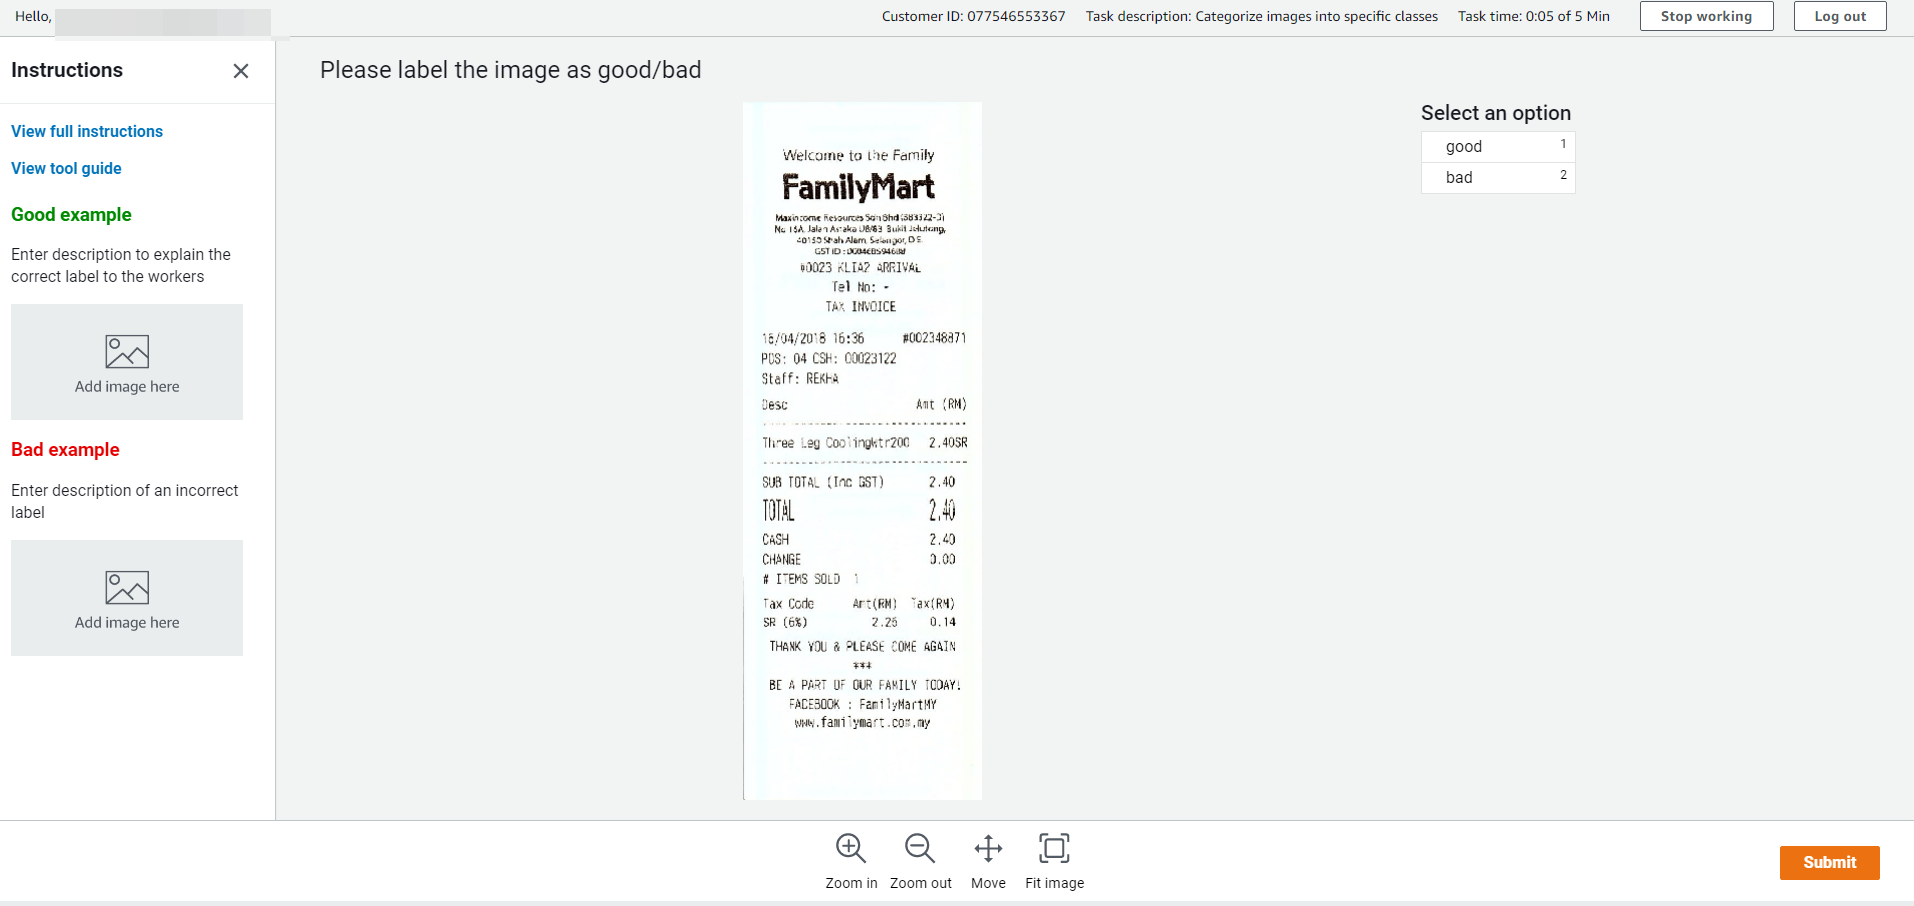 Hello,
Customer ID: 077546553367
Task description: Categorize images into specific classes
Task time: 0:05 of 5 Min
Stop working
Log out
Instructions
View full instructions
View tool guide
Good example
Enter description to explain the
correct label to the workers
Add image here
Bad example
Enter description of an incorrect
label
Add image here
Please label the image as good/bad
Welcome to the Family
FamilyMart
Maxincome Resources Sdn Bhd (383322-D)
No 16A, Jalan Astaka U8/83 Bukit Jelutong,
40150 Shah Alam, Selangor, D.E.
GST ID :
#0023 KLIA2 ARRIVAL
Tel No: -
TAX INVOICE
16/04/2018 16:36 #002348871
POS: 04 CSH: 00023122
Staff: REKHA
Desc Amt (RM)
Three Leg CoolingWtr200 2.40SR
SUB TOTAL (Inc GST) 2.40
TOTAL 2.40
CASH 2.40
CHANGE 0.00
# ITEMS SOLD 1
Tax Code Amt(RM) Tax(RM)
SR (6%) 2.26 0.14
THANK YOU & PLEASE COME AGAIN
***
BE A PART OF OUR FAMILY TODAY!
FACEBOOK : FamilyMartMY
www.familymart.com.my
Select an option
good 1
bad 2
Zoom in
Zoom out
Move
Fit image
Submit